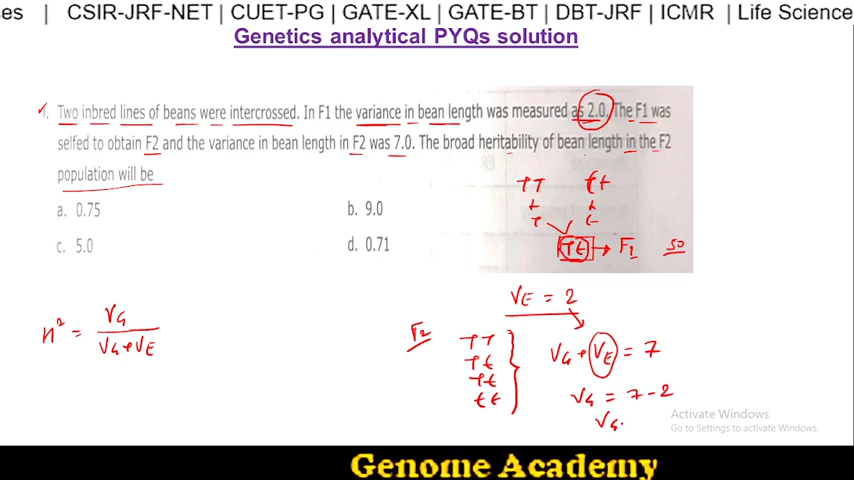 ses | CSIR-JRF-NET | CUET-PG | GATE-XL | GATE-BT | DBT-JRF | ICMR | Life Science
Genetics analytical PYQs solution
1. Two inbred lines of beans were intercrossed. In F1 the variance in bean length was measured as 2.0. The F1 was
selfed to obtain F2 and the variance in bean length in F2 was 7.0. The broad heritability of bean length in the F2
population will be
a. 0.75
b. 9.0
c. 5.0
d. 0.71
TT tt
Tt → F1 50
VE = 2
H² = VG / VG + VE
F2
TT
Tt
Tt
tt
VG + VE = 7
VG = 7 - 2
VG
Activate Windows
Go to Settings to activate Windows.
Genome Academy